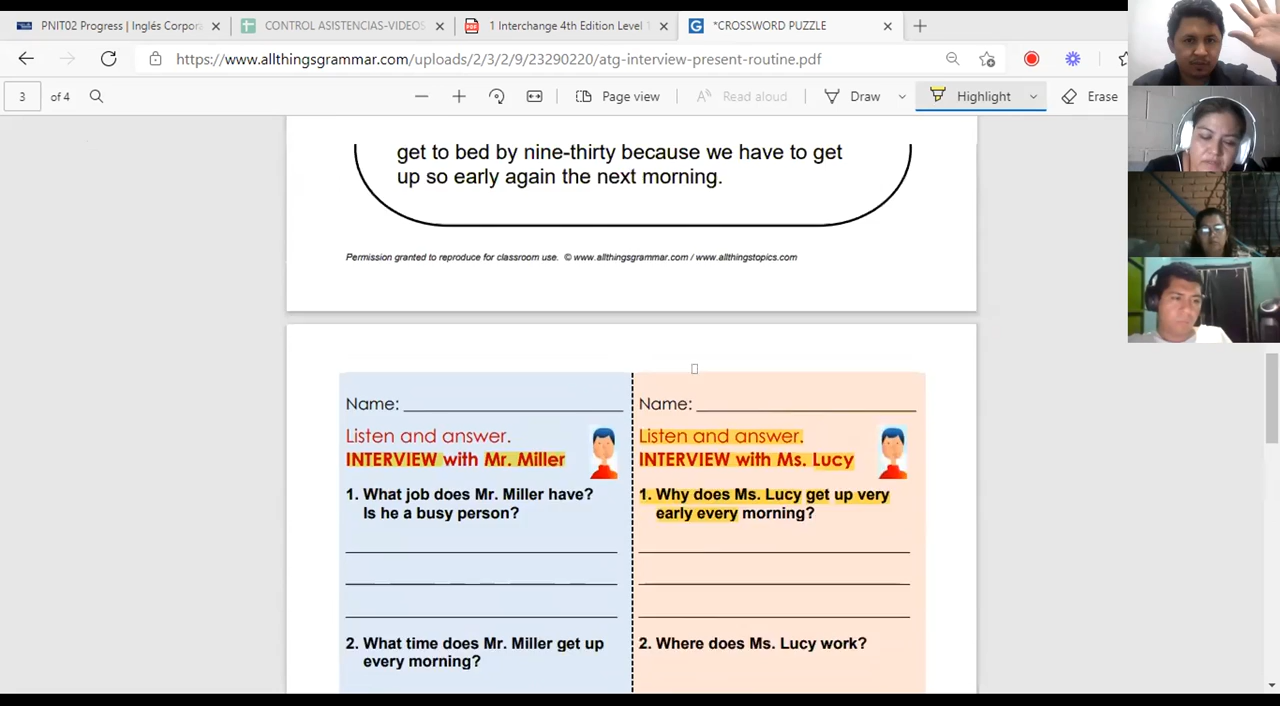 PNIT02 Progress | Inglés Corpora
CONTROL ASISTENCIAS-VIDEOS
1 Interchange 4th Edition Level 1
*CROSSWORD PUZZLE
https://www.allthingsgrammar.com/uploads/2/3/2/9/23290220/atg-interview-present-routine.pdf
3 of 4
Page view
Read aloud
Draw
Highlight
Erase
get to bed by nine-thirty because we have to get
up so early again the next morning.
Permission granted to reproduce for classroom use. © www.allthingsgrammar.com / www.allthingstopics.com
Name:
Listen and answer.
INTERVIEW with Mr. Miller
1. What job does Mr. Miller have?
Is he a busy person?
2. What time does Mr. Miller get up
every morning?
Name:
Listen and answer.
INTERVIEW with Ms. Lucy
1. Why does Ms. Lucy get up very
early every morning?
2. Where does Ms. Lucy work?